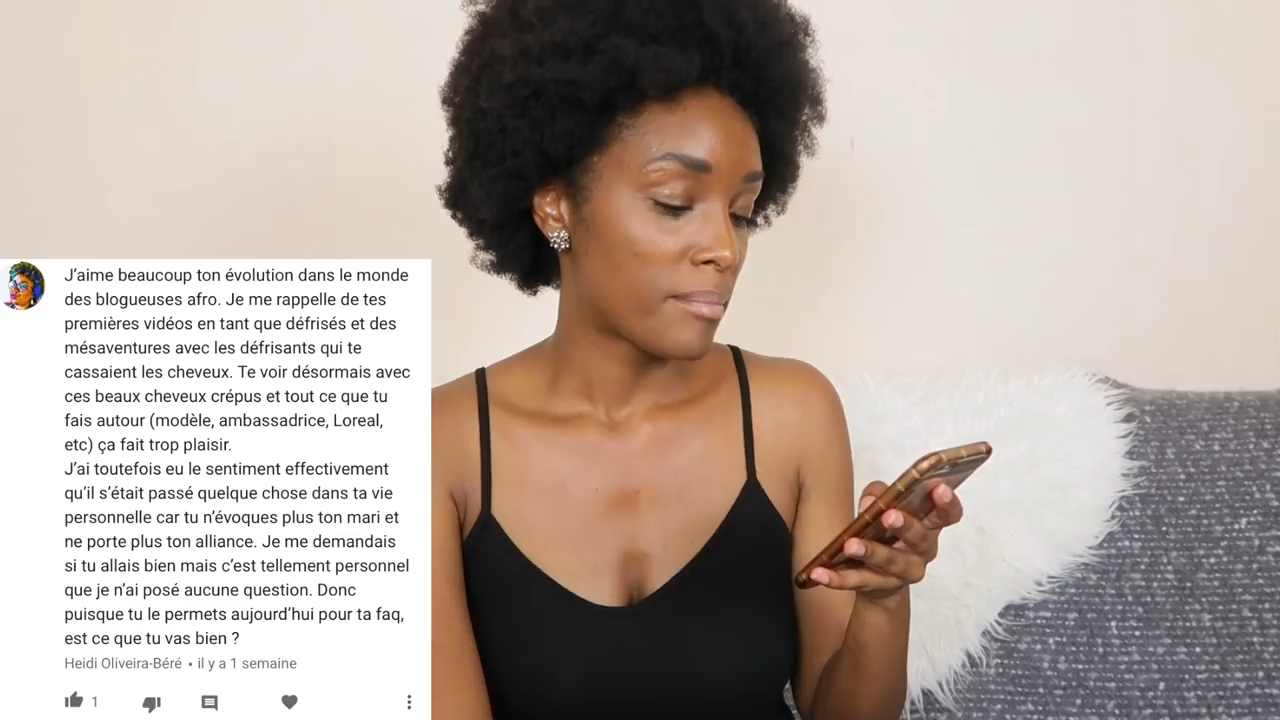 J'aime beaucoup ton évolution dans le monde
des blogueuses afro. Je me rappelle de tes
premières vidéos en tant que défrisés et des
mésaventures avec les défrisants qui te
cassaient les cheveux. Te voir désormais avec
ces beaux cheveux crépus et tout ce que tu
fais autour (modèle, ambassadrice, Loreal,
etc) ça fait trop plaisir.
J'ai toutefois eu le sentiment effectivement
qu'il s'était passé quelque chose dans ta vie
personnelle car tu n'évoques plus ton mari et
ne porte plus ton alliance. Je me demandais
si tu allais bien mais c'est tellement personnel
que je n'ai posé aucune question. Donc
puisque tu le permets aujourd'hui pour ta faq,
est ce que tu vas bien ?
Heidi Oliveira-Béré • il y a 1 semaine
1